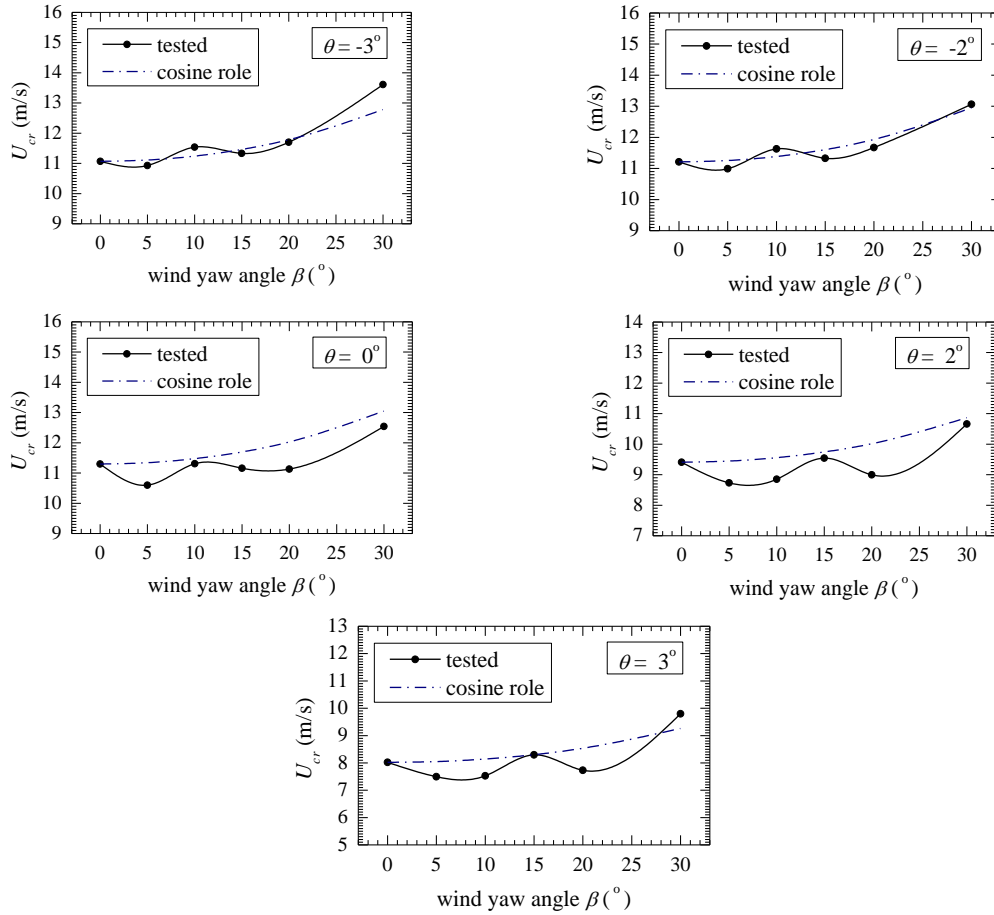 16
15
14
13
12
11
10
9
U_cr (m/s)
tested
cosine role
θ = -3°
0 5 10 15 20 25 30
wind yaw angle β(°)
16
15
14
13
12
11
10
9
U_cr (m/s)
tested
cosine role
θ = -2°
0 5 10 15 20 25 30
wind yaw angle β(°)
16
15
14
13
12
11
10
9
U_cr (m/s)
tested
cosine role
θ = 0°
0 5 10 15 20 25 30
wind yaw angle β(°)
14
13
12
11
10
9
8
7
U_cr (m/s)
tested
cosine role
θ = 2°
0 5 10 15 20 25 30
wind yaw angle β(°)
13
12
11
10
9
8
7
6
5
U_cr (m/s)
tested
cosine role
θ = 3°
0 5 10 15 20 25 30
wind yaw angle β(°)